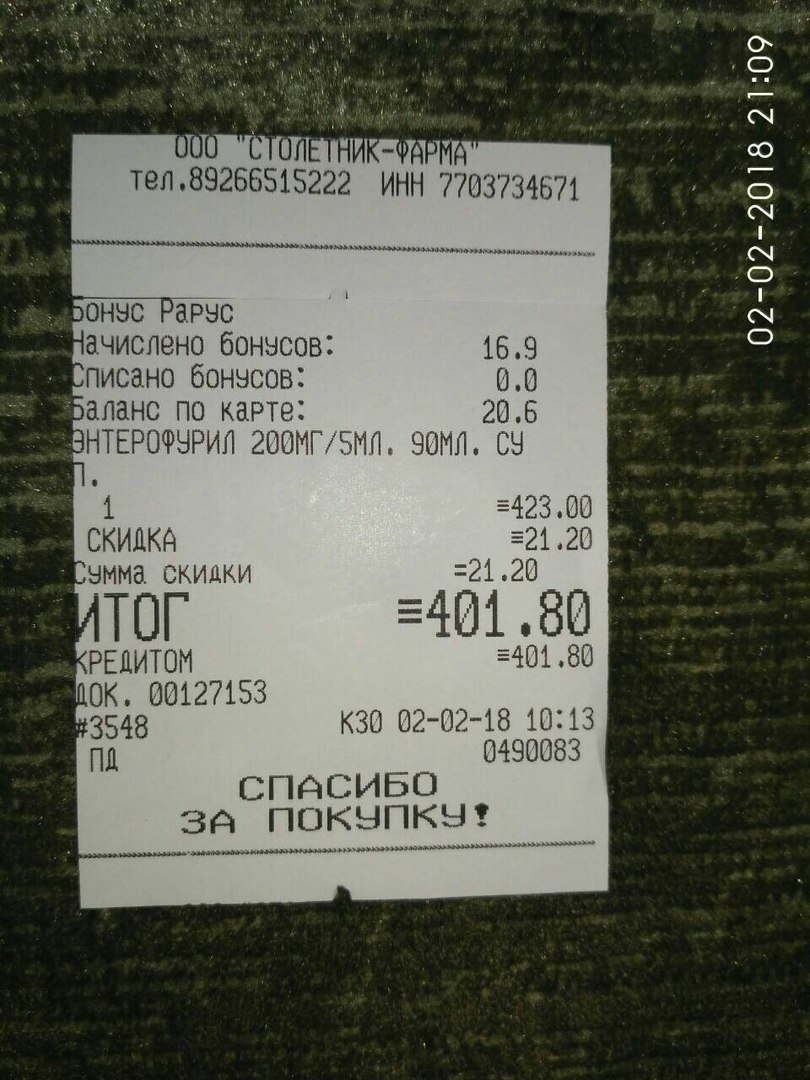 ООО "СТОЛЕТНИК-ФАРМА"
тел.89266515222 ИНН 7703734671
Бонус Рарус
Начислено бонусов: 16.9
Списано бонусов: 0.0
Баланс по карте: 20.6
ЭНТЕРОФУРИЛ 200МГ/5МЛ. 90МЛ. СУ
П.
1 ≡423.00
СКИДКА ≡21.20
Сумма скидки =21.20
ИТОГ ≡401.80
КРЕДИТОМ ≡401.80
ДОК. 00127153
#3548 К30 02-02-18 10:13
ПД 0490083
СПАСИБО
ЗА ПОКУПКУ!
02-02-2018 21:09